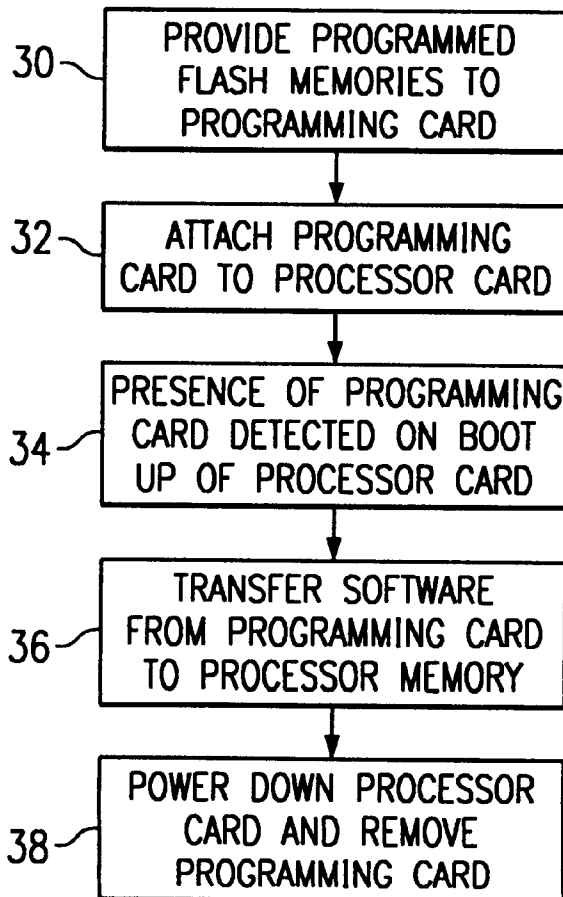 30
PROVIDE PROGRAMMED
FLASH MEMORIES TO
PROGRAMMING CARD
32
ATTACH PROGRAMMING
CARD TO PROCESSOR CARD
34
PRESENCE OF PROGRAMMING
CARD DETECTED ON BOOT
UP OF PROCESSOR CARD
36
TRANSFER SOFTWARE
FROM PROGRAMMING CARD
TO PROCESSOR MEMORY
38
POWER DOWN PROCESSOR
CARD AND REMOVE
PROGRAMMING CARD